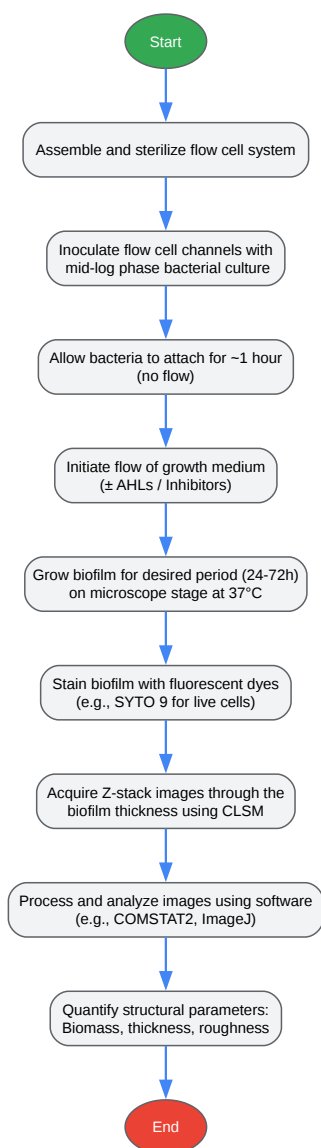 Start
Assemble and sterilize flow cell system
Inoculate flow cell channels with
mid-log phase bacterial culture
Allow bacteria to attach for ~1 hour
(no flow)
Initiate flow of growth medium
(± AHLs / Inhibitors)
Grow biofilm for desired period (24-72h)
on microscope stage at 37°C
Stain biofilm with fluorescent dyes
(e.g., SYTO 9 for live cells)
Acquire Z-stack images through the
biofilm thickness using CLSM
Process and analyze images using software
(e.g., COMSTAT2, ImageJ)
Quantify structural parameters:
Biomass, thickness, roughness
End